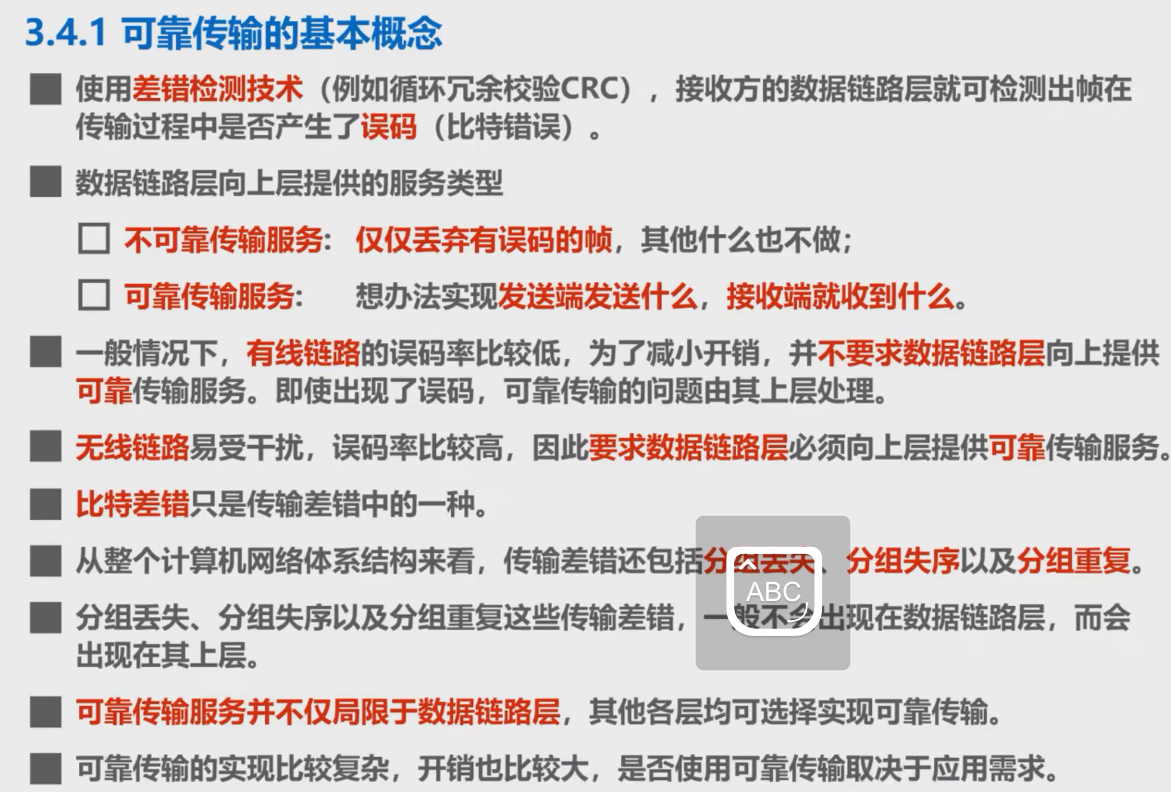 3.4.1 可靠传输的基本概念
使用差错检测技术（例如循环冗余校验CRC），接收方的数据链路层就可检测出帧在
传输过程中是否产生了误码（比特错误）。
数据链路层向上层提供的服务类型
不可靠传输服务： 仅仅丢弃有误码的帧，其他什么也不做；
可靠传输服务： 想办法实现发送端发送什么，接收端就收到什么。
一般情况下，有线链路的误码率比较低，为了减小开销，并不要求数据链路层向上提供
可靠传输服务。即使出现了误码，可靠传输的问题由其上层处理。
无线链路易受干扰，误码率比较高，因此要求数据链路层必须向上层提供可靠传输服务。
比特差错只是传输差错中的一种。
从整个计算机网络体系结构来看，传输差错还包括分组丢失、分组失序以及分组重复。
ABC
分组丢失、分组失序以及分组重复这些传输差错，一般不会出现在数据链路层，而会
出现在其上层。
可靠传输服务并不仅局限于数据链路层，其他各层均可选择实现可靠传输。
可靠传输的实现比较复杂，开销也比较大，是否使用可靠传输取决于应用需求。